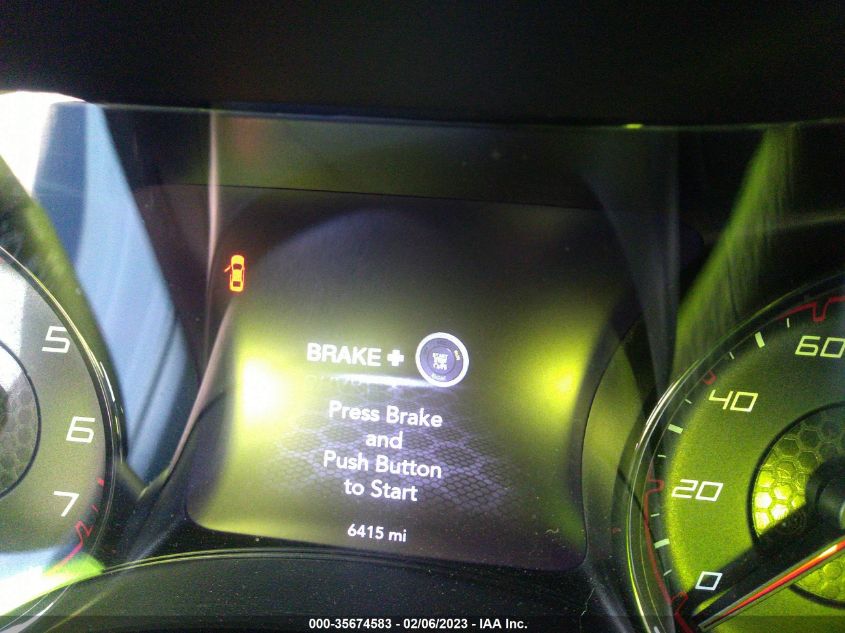 5
6
7
BRAKE +
START
Press Brake
and
Push Button
to Start
6415 mi
60
40
20
0
000-35674583 - 02/06/2023 - IAA Inc.